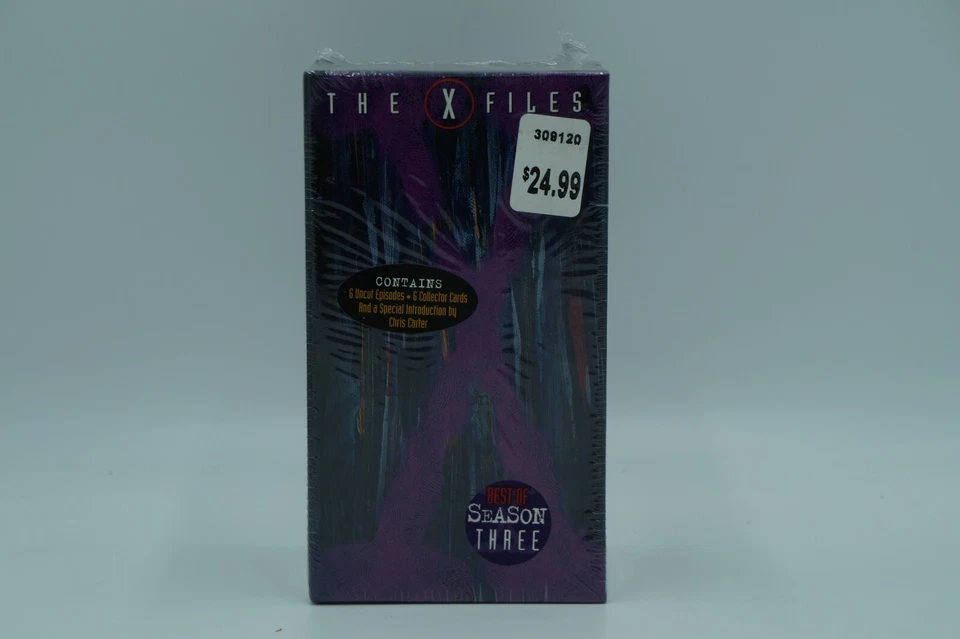 THE X FILES
309120
$24.99
CONTAINS
6 Uncut Episodes • 6 Collector Cards
And a Special Introduction by
Chris Carter
BEST OF
SEASON
THREE